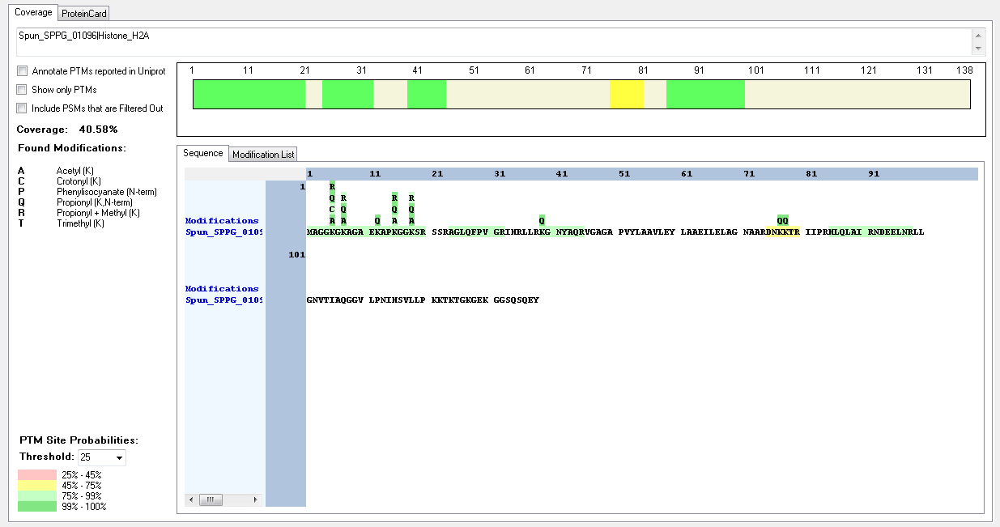 Coverage ProteinCard
Spun_SPPG_01096|Histone_H2A
Annotate PTMs reported in Uniprot
Show only PTMs
Include PSMs that are Filtered Out
Coverage: 40.58%
Found Modifications:
A Acetyl (K)
C Crotonyl (K)
P Phenylisocyanate (N-term)
Q Propionyl (K,N-term)
R Propionyl + Methyl (K)
T Trimethyl (K)
PTM Site Probabilities:
Threshold: 25
25% - 45%
45% - 75%
75% - 99%
99% - 100%
1 11 21 31 41 51 61 71 81 91 101 111 121 131 138
Sequence Modification List
1 11 21 31 41 51 61 71 81 91
1 R
Q R R R
C Q Q Q
Modifications A A Q A A Q QQ
Spun_SPPG_0109 MAGGKGKAGA EKAPKGGKSR SSRAGLQFPV GRIHRLLRKG NYAQRVGAGA PVYLAAVLEY LAAEILELAG NAARDNKKTR IIPRHLQLAI RNDEELNRLL
101
Modifications
Spun_SPPG_0109 GNVTIAQGGV LPNIHSVLLP KKTKTGKGEK GGSQSQEY